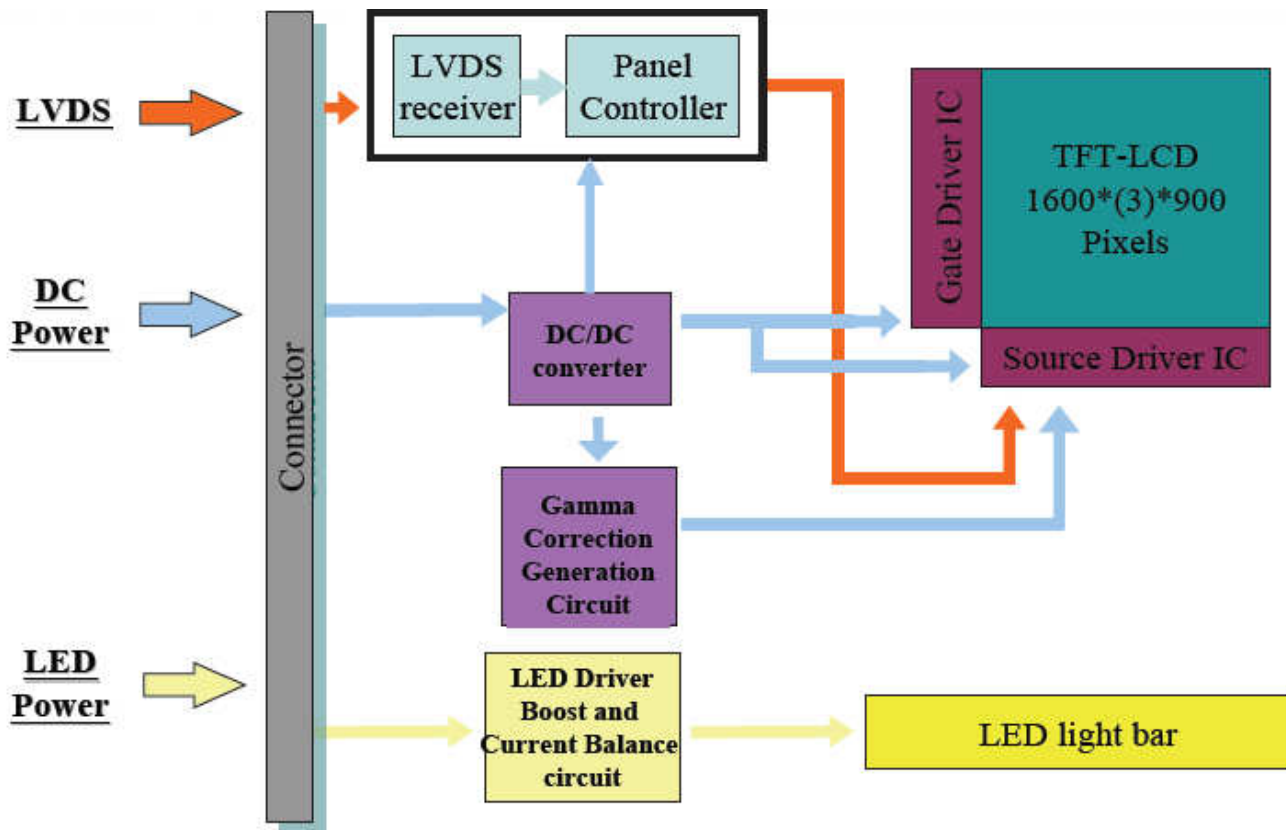 LVDS
DC
Power
LED
Power
Connector
LVDS
receiver
Panel
Controller
DC/DC
converter
Gamma
Correction
Generation
Circuit
LED Driver
Boost and
Current Balance
circuit
Gate Driver IC
TFT-LCD
1600*(3)*900
Pixels
Source Driver IC
LED light bar